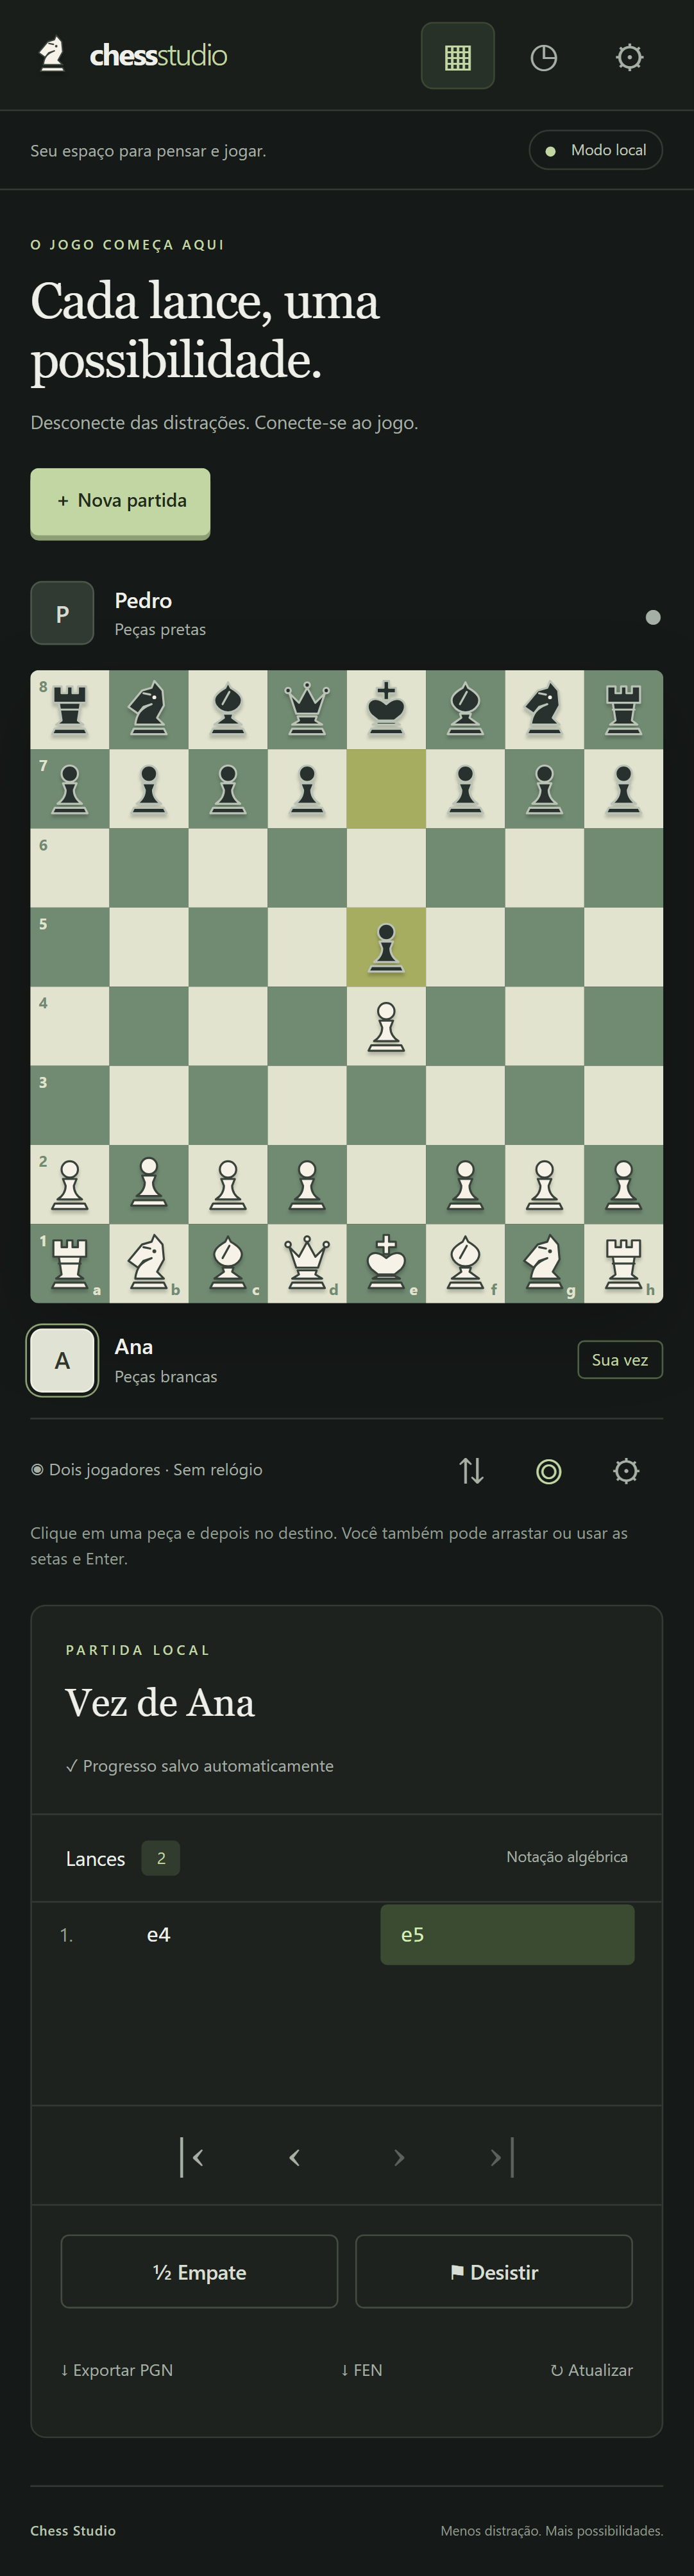 chessstudio
Seu espaço para pensar e jogar.
Modo local
O JOGO COMEÇA AQUI
Cada lance, uma
possibilidade.
Desconecte das distrações. Conecte-se ao jogo.
+ Nova partida
P
Pedro
Peças pretas
8
7
6
5
4
3
2
1
a b c d e f g h
A
Ana
Peças brancas
Sua vez
◉ Dois jogadores · Sem relógio
Clique em uma peça e depois no destino. Você também pode arrastar ou usar as
setas e Enter.
PARTIDA LOCAL
Vez de Ana
✓ Progresso salvo automaticamente
Lances 2
Notação algébrica
1. e4 e5
|‹ ‹ › ›|
½ Empate
⚑ Desistir
↓ Exportar PGN
↓ FEN
↻ Atualizar
Chess Studio
Menos distração. Mais possibilidades.